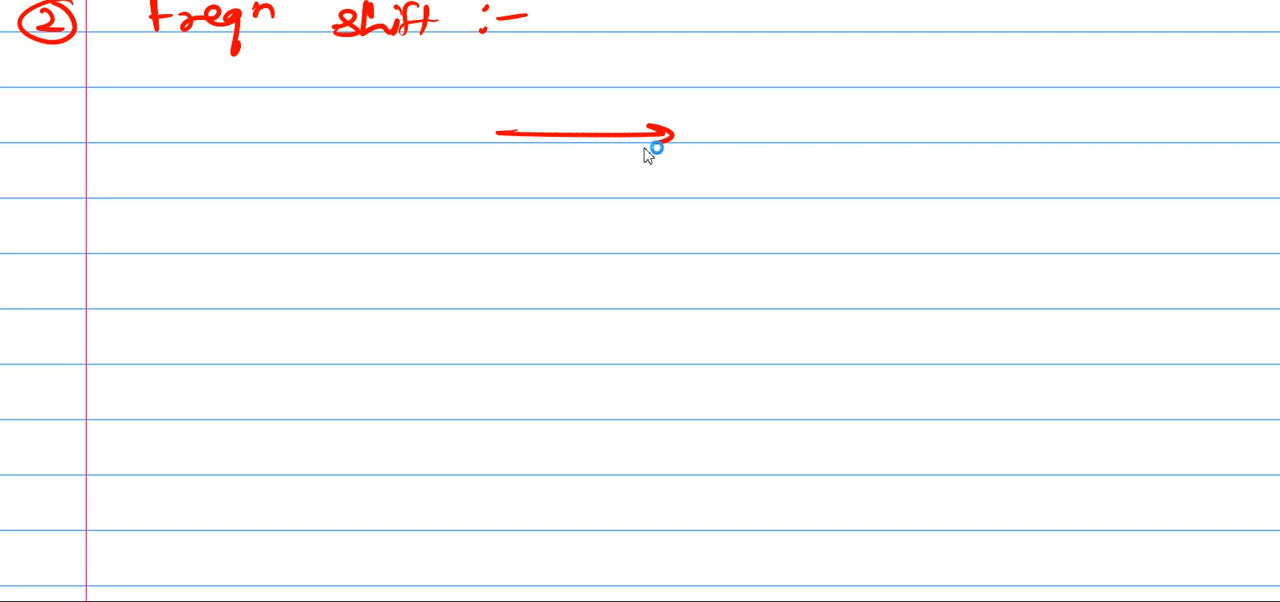 ② freqn shift :-